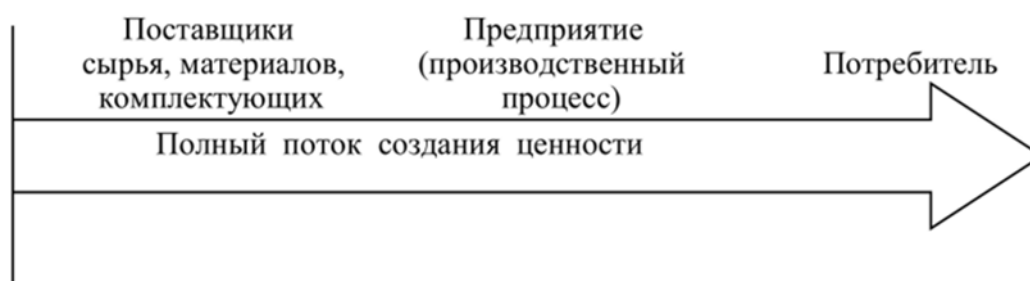 Поставщики
сырья, материалов,
комплектующих
Предприятие
(производственный
процесс)
Потребитель
Полный поток создания ценности